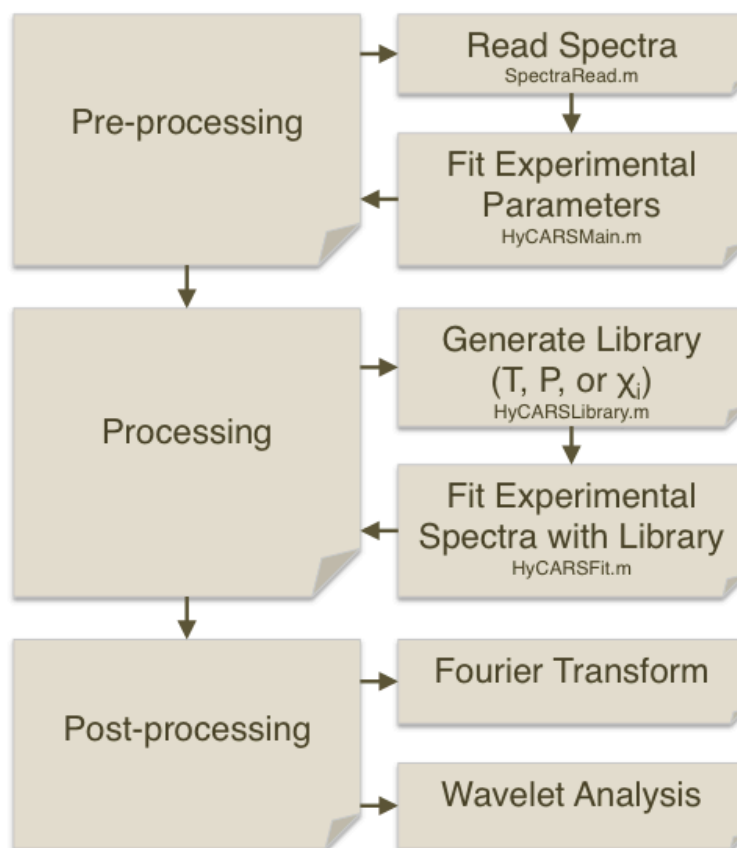 Pre-processing
Read Spectra
SpectraRead.m
Fit Experimental
Parameters
HyCARSMain.m
Processing
Generate Library
(T, P, or χi)
HyCARSLibrary.m
Fit Experimental
Spectra with Library
HyCARSFit.m
Post-processing
Fourier Transform
Wavelet Analysis